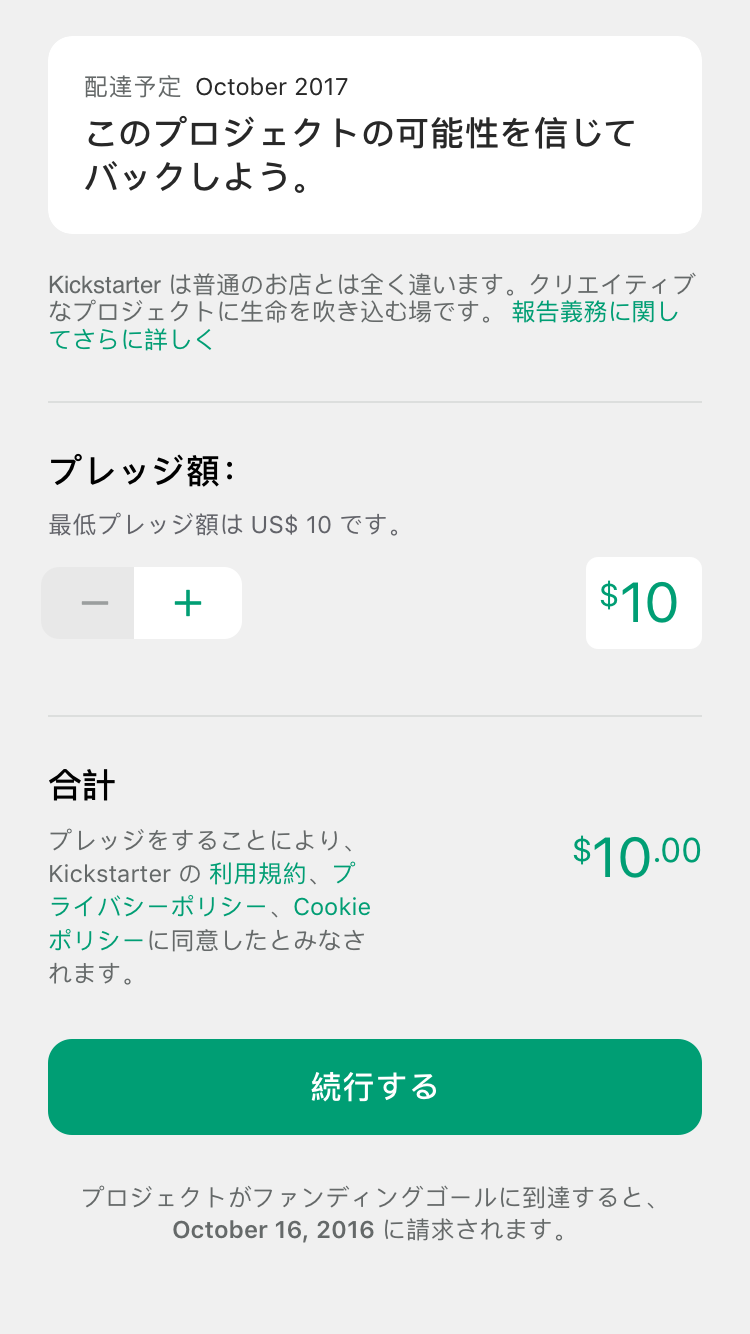 配達予定 October 2017
このプロジェクトの可能性を信じて
バックしよう。
Kickstarter は普通のお店とは全く違います。クリエイティブ
なプロジェクトに生命を吹き込む場です。 報告義務に関し
てさらに詳しく
プレッジ額：
最低プレッジ額は US$ 10 です。
− +
$10
合計
プレッジをすることにより、
Kickstarter の 利用規約、プ
ライバシーポリシー、Cookie
ポリシーに同意したとみなさ
れます。
$10.00
続行する
プロジェクトがファンディングゴールに到達すると、
October 16, 2016 に請求されます。